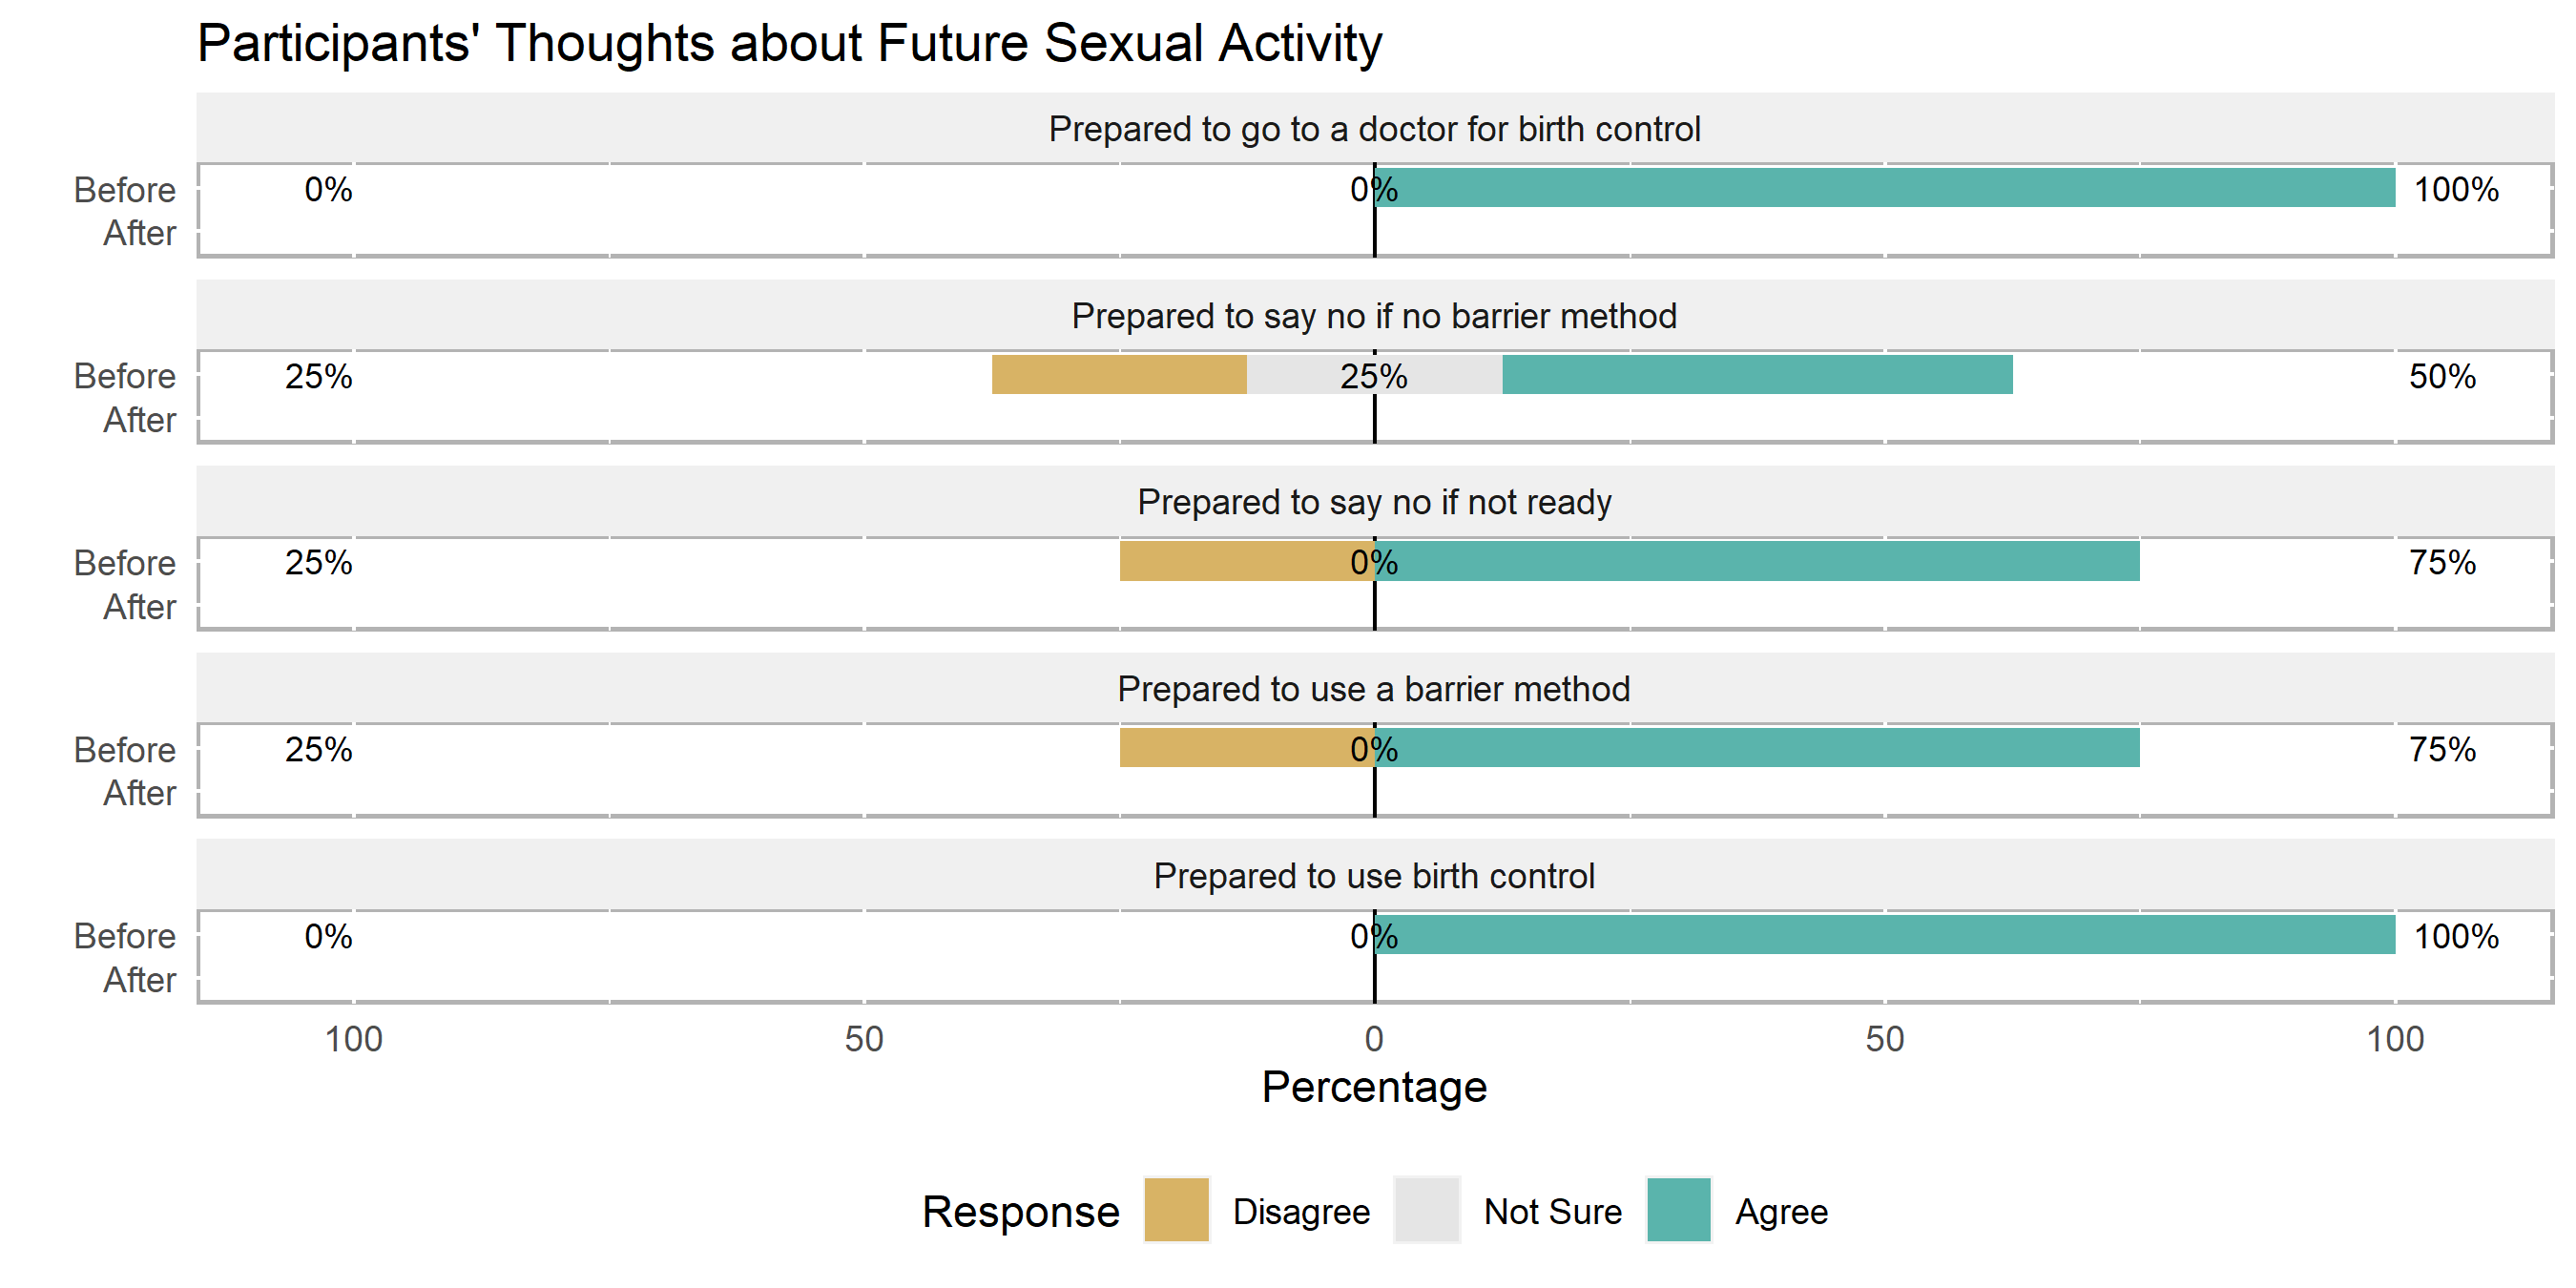 Participants' Thoughts about Future Sexual Activity
Prepared to go to a doctor for birth control
Before 0% 0% 100%
After
Prepared to say no if no barrier method
Before 25% 25% 50%
After
Prepared to say no if not ready
Before 25% 0% 75%
After
Prepared to use a barrier method
Before 25% 0% 75%
After
Prepared to use birth control
Before 0% 0% 100%
After
100 50 0 50 100
Percentage
Response Disagree Not Sure Agree